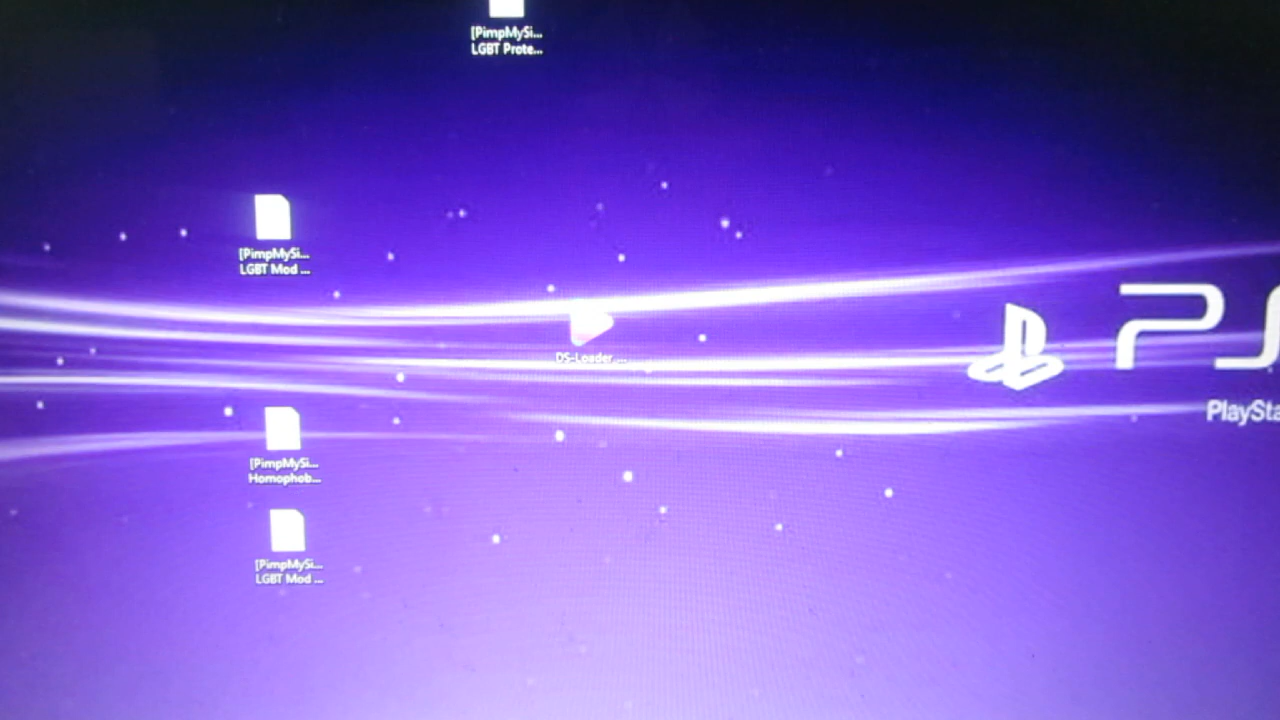 [PimpMySi...
LGBT Prote...
[PimpMySi...
LGBT Mod ...
DS-Loader ...
PS
PlaySta
[PimpMySi...
Homophob...
[PimpMySi...
LGBT Mod ...